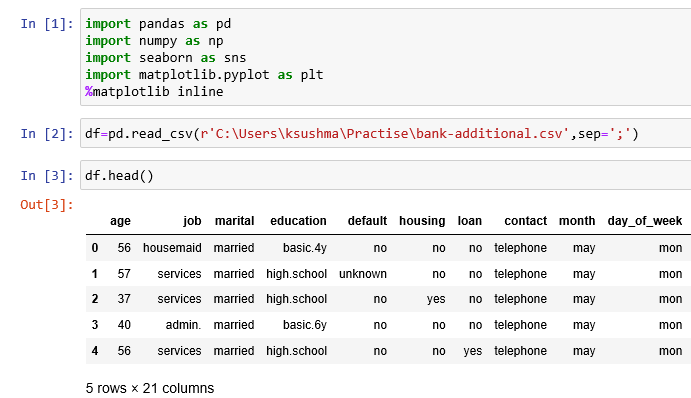 In [1]: import pandas as pd
import numpy as np
import seaborn as sns
import matplotlib.pyplot as plt
%matplotlib inline
In [2]: df=pd.read_csv(r'C:\Users\ksushma\Practise\bank-additional.csv',sep=';')
In [3]: df.head()
Out[3]:
age job marital education default housing loan contact month day_of_week
0 56 housemaid married basic.4y no no no telephone may mon
1 57 services married high.school unknown no no telephone may mon
2 37 services married high.school no yes no telephone may mon
3 40 admin. married basic.6y no no no telephone may mon
4 56 services married high.school no no yes telephone may mon
5 rows × 21 columns